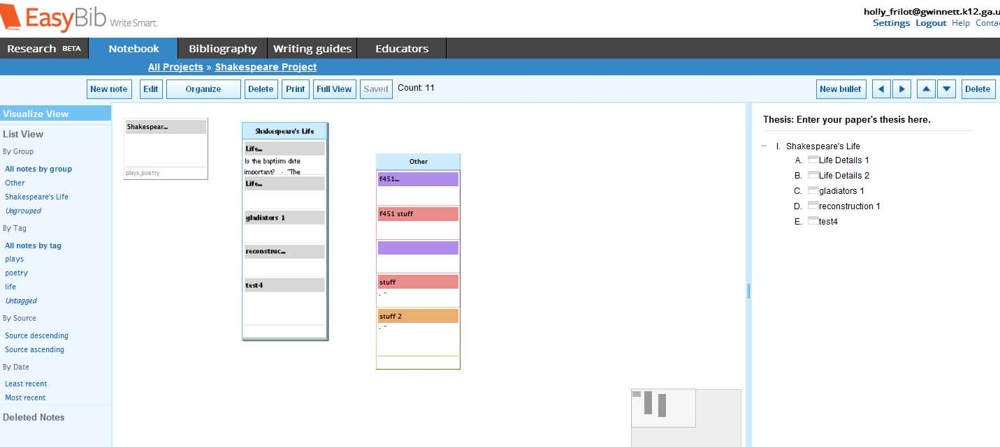 EasyBib Write Smart.
holly_frilot@gwinnett.k12.ga.u
Settings Logout Help Contac
Research BETA Notebook Bibliography Writing guides Educators
All Projects » Shakespeare Project
New note Edit Organize Delete Print Full View Saved Count: 11 New bullet Delete
Visualize View
List View
By Group
All notes by group
Other
Shakespeare's Life
Ungrouped
By Tag
All notes by tag
plays
poetry
life
Untagged
By Source
Source descending
Source ascending
By Date
Least recent
Most recent
Deleted Notes
Shakespear...
plays,poetry
Shakespeare's Life
Life...
Is the baptism date
important? - "The
Life...
gladiators 1
reconstruc...
test4
Other
f451...
f451 stuff
stuff
. "
stuff 2
. "
Thesis: Enter your paper's thesis here.
– I. Shakespeare's Life
A. Life Details 1
B. Life Details 2
C. gladiators 1
D. reconstruction 1
E. test4